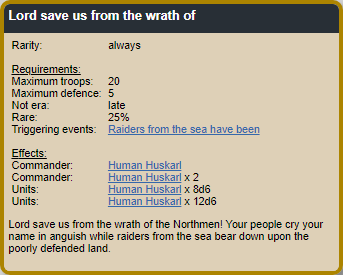 Lord save us from the wrath of
Rarity: always
Requirements:
Maximum troops: 20
Maximum defence: 5
Not era: late
Rare: 25%
Triggering events: Raiders from the sea have been
Effects:
Commander: Human Huskarl
Commander: Human Huskarl x 2
Units: Human Huskarl x 8d6
Units: Human Huskarl x 12d6
Lord save us from the wrath of the Northmen! Your people cry your
name in anguish while raiders from the sea bear down upon the
poorly defended land.